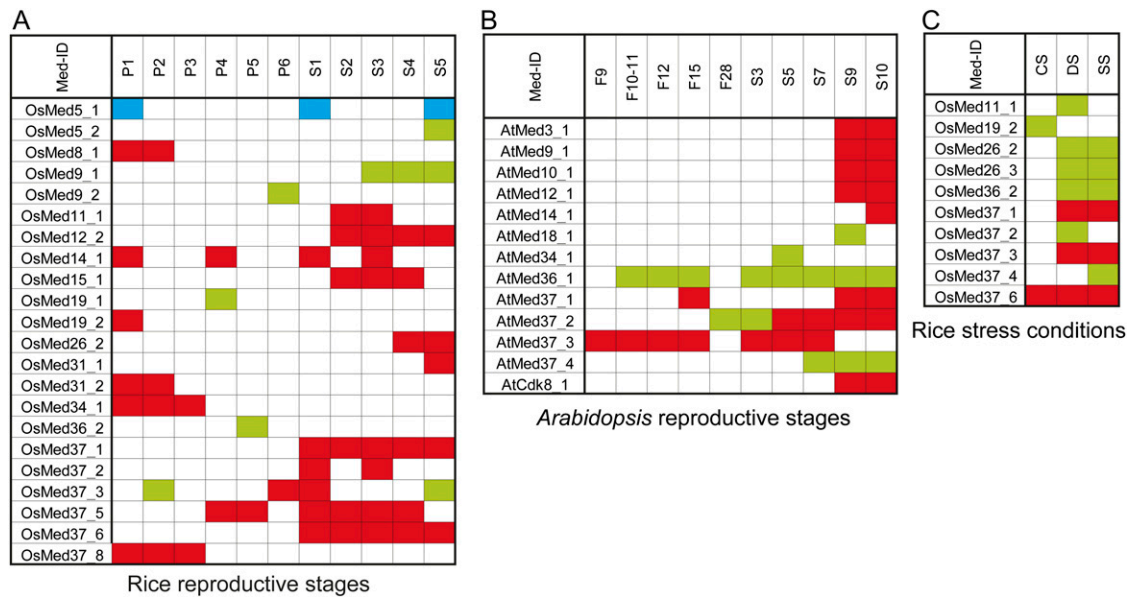 A
Med-ID P1 P2 P3 P4 P5 P6 S1 S2 S3 S4 S5
OsMed5_1
OsMed5_2
OsMed8_1
OsMed9_1
OsMed9_2
OsMed11_1
OsMed12_2
OsMed14_1
OsMed15_1
OsMed19_1
OsMed19_2
OsMed26_2
OsMed31_1
OsMed31_2
OsMed34_1
OsMed36_2
OsMed37_1
OsMed37_2
OsMed37_3
OsMed37_5
OsMed37_6
OsMed37_8
Rice reproductive stages
B
Med-ID F9 F10-11 F12 F15 F28 S3 S5 S7 S9 S10
AtMed3_1
AtMed9_1
AtMed10_1
AtMed12_1
AtMed14_1
AtMed18_1
AtMed34_1
AtMed36_1
AtMed37_1
AtMed37_2
AtMed37_3
AtMed37_4
AtCdk8_1
Arabidopsis reproductive stages
C
Med-ID CS DS SS
OsMed11_1
OsMed19_2
OsMed26_2
OsMed26_3
OsMed36_2
OsMed37_1
OsMed37_2
OsMed37_3
OsMed37_4
OsMed37_6
Rice stress conditions